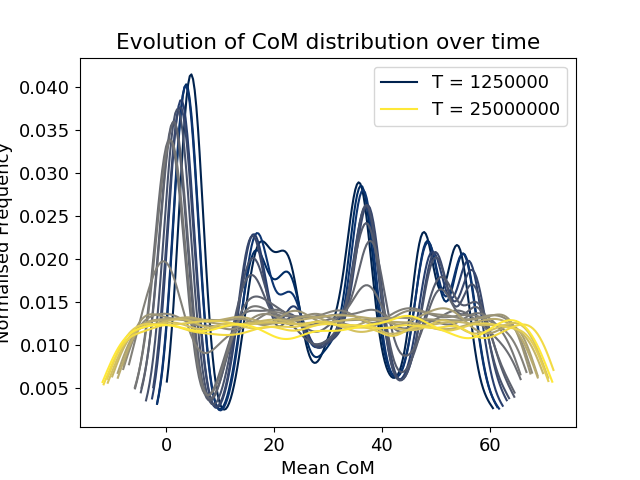 Evolution of CoM distribution over time
T = 1250000
T = 25000000
Normalised Frequency
0.040
0.035
0.030
0.025
0.020
0.015
0.010
0.005
0
20
40
60
Mean CoM